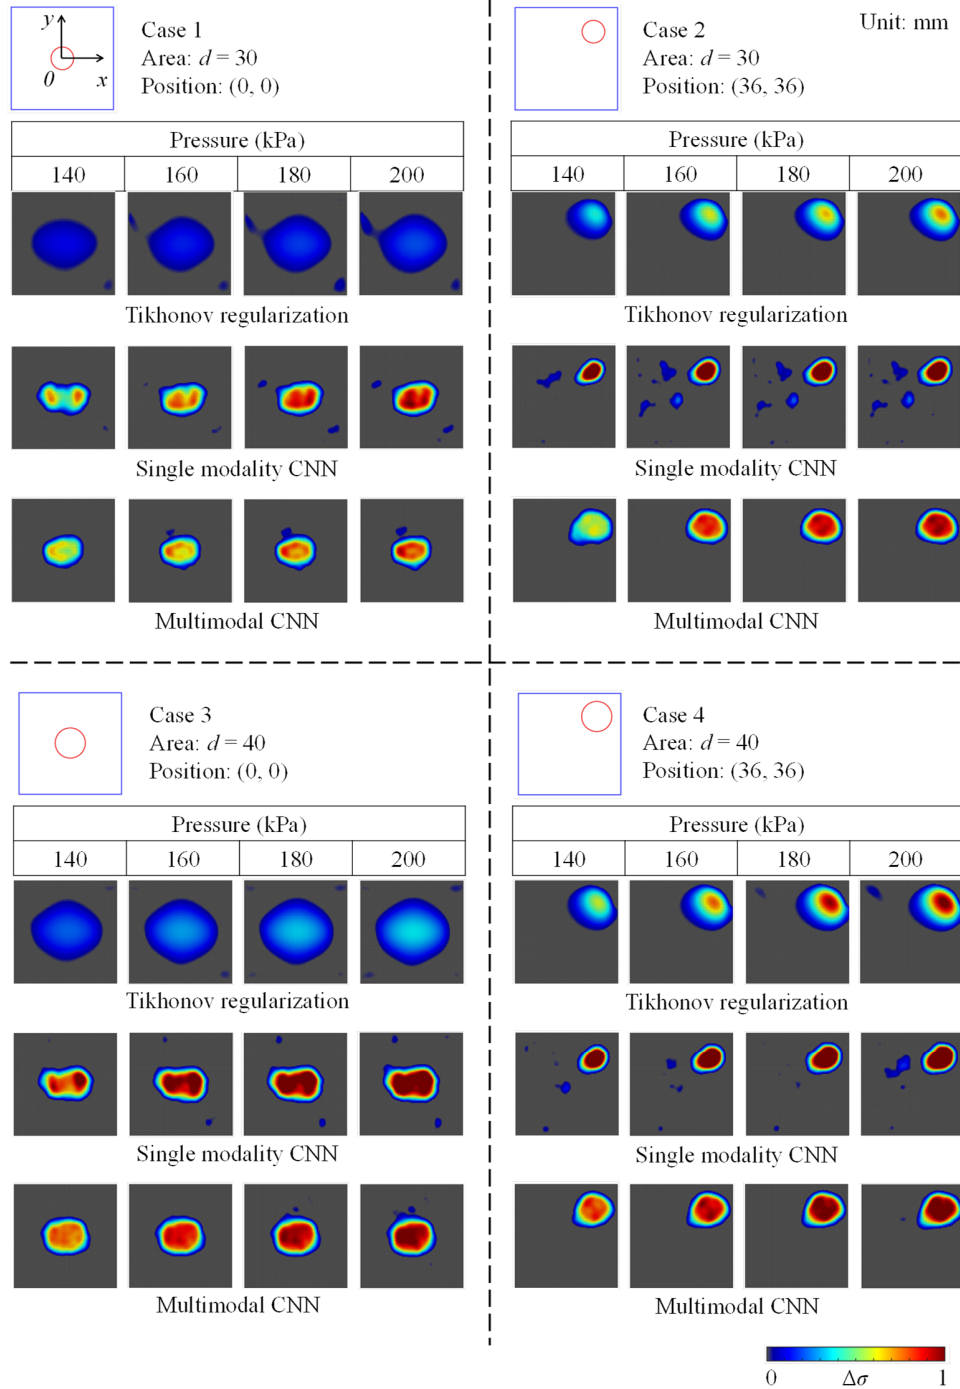 Unit: mm
y
0
x
Case 1
Area: d = 30
Position: (0, 0)
Pressure (kPa)
140 160 180 200
Tikhonov regularization
Single modality CNN
Multimodal CNN
Case 2
Area: d = 30
Position: (36, 36)
Pressure (kPa)
140 160 180 200
Tikhonov regularization
Single modality CNN
Multimodal CNN
Case 3
Area: d = 40
Position: (0, 0)
Pressure (kPa)
140 160 180 200
Tikhonov regularization
Single modality CNN
Multimodal CNN
Case 4
Area: d = 40
Position: (36, 36)
Pressure (kPa)
140 160 180 200
Tikhonov regularization
Single modality CNN
Multimodal CNN
0 Δσ 1